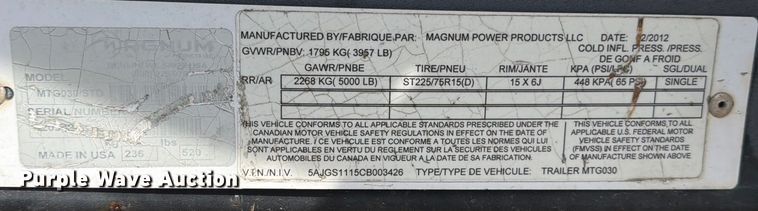 MAGNUM
MODEL
MTG030/STD
SERIAL NUMBER
kg lbs
MADE IN USA 236 520
MANUFACTURED BY/FABRIQUE PAR: MAGNUM POWER PRODUCTS LLC DATE: 12/2012
GVWR/PNBV: 1795 KG( 3957 LB) COLD INFL. PRESS. /PRESS.
DE GONF A FROID
GAWR/PNBE TIRE/PNEU RIM/JANTE KPA (PSI/LPC) SGL/DUAL
RR/AR 2268 KG( 5000 LB) ST225/75R15(D) 15 X 6J 448 KPA( 65 PSI) SINGLE
THIS VEHICLE CONFORMS TO ALL APPLICABLE STANDARDS PRESCRIBED UNDER THE
CANADIAN MOTOR VEHICLE SAFETY REGULATIONS IN EFFECT ON THE DATE OF
MANUFACTURE. / CE VEHICULE EST CONFORME A TOUTES LES NORMES QUI LUI
SONT APPLICABLES EN VERTU DU REGLEMENT SUR LA SECURITE DES VEHICULES
AUTOMOBILES DU CANADA EN VIGUEUR A LA DATE DE SA FABRICATION.
THIS VEHICLE CONFORMS TO ALL
APPLICABLE U.S. FEDERAL MOTOR
VEHICLE SAFETY STANDARDS
(FMVSS) IN EFFECT ON THE DATE OF
MANUFACTURE SHOWN ABOVE.
V.I.N. / N.I.V. 5AJGS1115CB003426 TYPE/TYPE DE VEHICULE: TRAILER MTG030
Purple Wave Auction